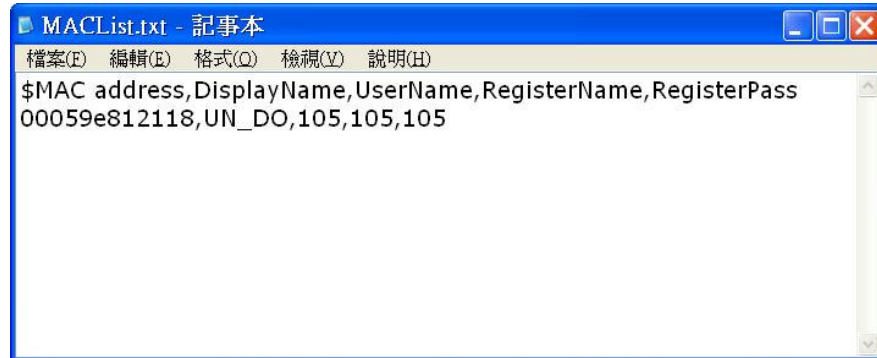 MACList.txt - 記事本
檔案(F) 編輯(E) 格式(O) 檢視(V) 說明(H)
$MAC address,DisplayName,UserName,RegisterName,RegisterPass
00059e812118,UN_DO,105,105,105